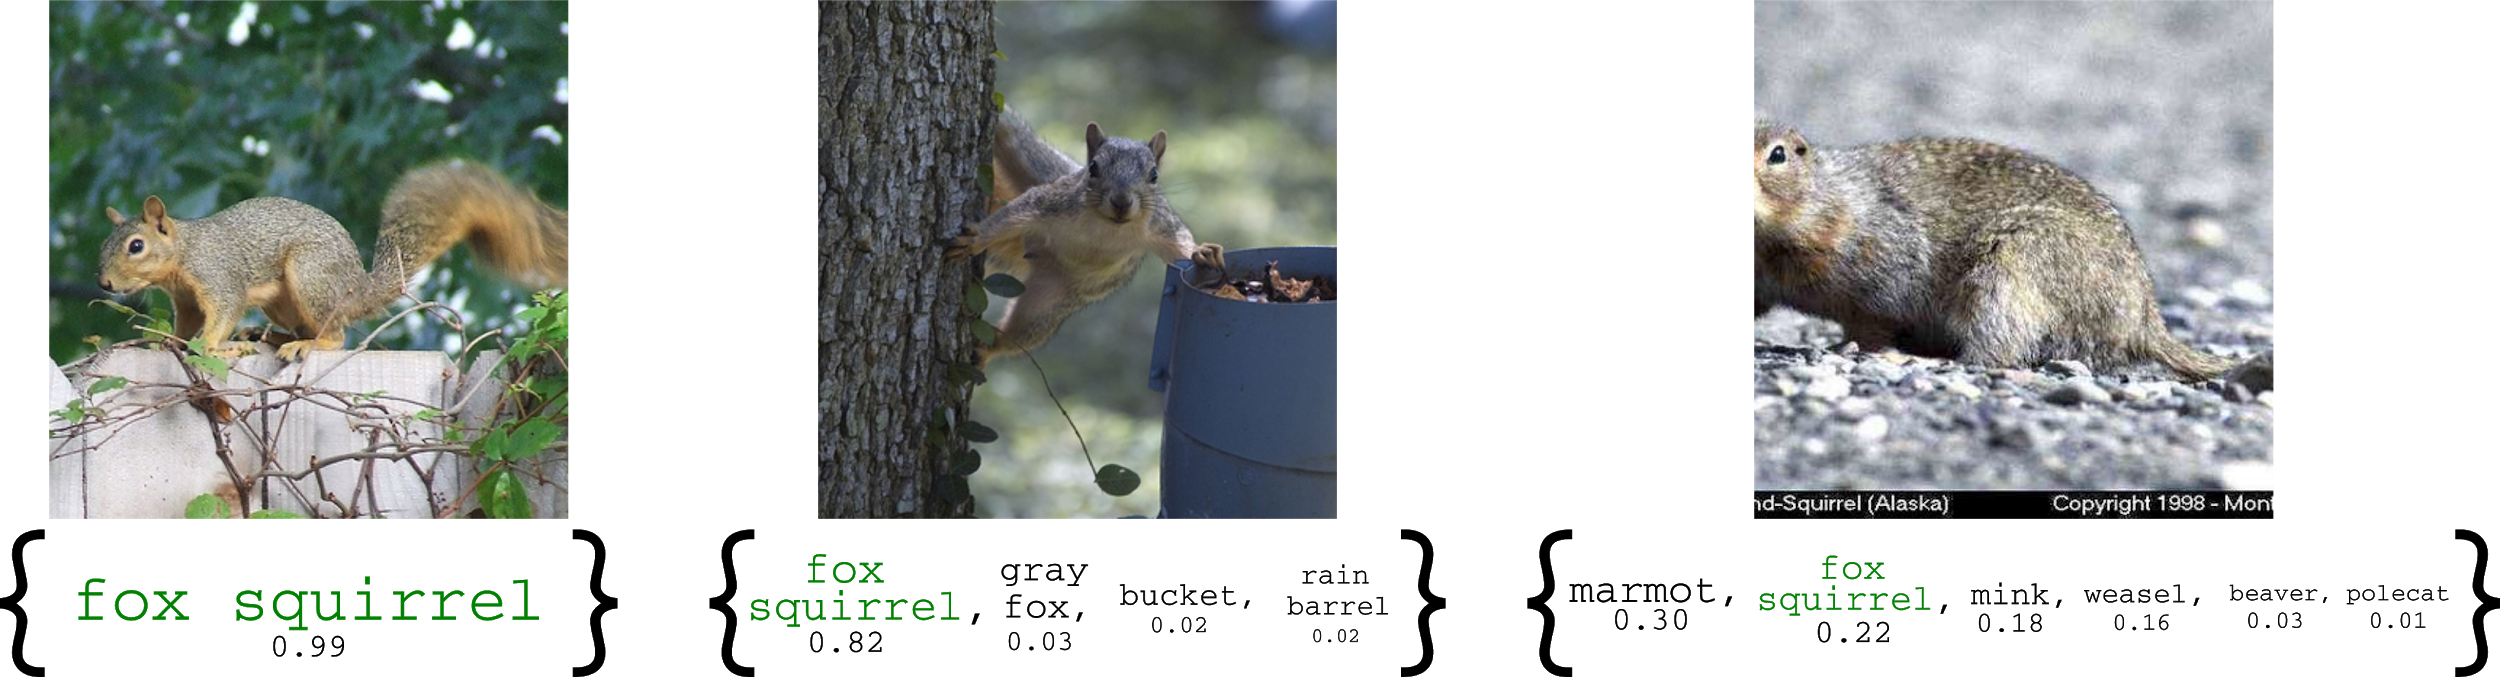 nd-Squirrel (Alaska) Copyright 1998 - Mont
{ fox squirrel }
0.99
{ fox squirrel, gray fox, bucket, rain barrel }
0.82 0.03 0.02 0.02
{ marmot, fox squirrel, mink, weasel, beaver, polecat }
0.30 0.22 0.18 0.16 0.03 0.01